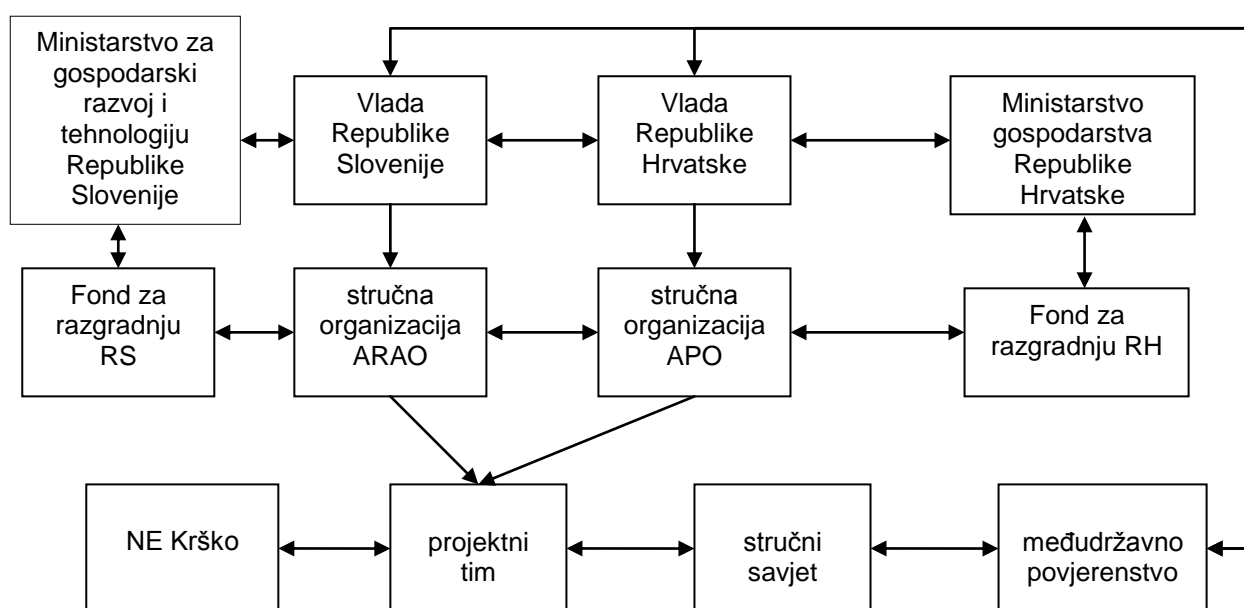 Ministarstvo za
gospodarski
razvoj i
tehnologiju
Republike
Slovenije
Vlada
Republike
Slovenije
Vlada
Republike
Hrvatske
Ministarstvo
gospodarstva
Republike
Hrvatske
Fond za
razgradnju
RS
stručna
organizacija
ARAO
stručna
organizacija
APO
Fond za
razgradnju RH
NE Krško
projektni
tim
stručni
savjet
međudržavno
povjerenstvo